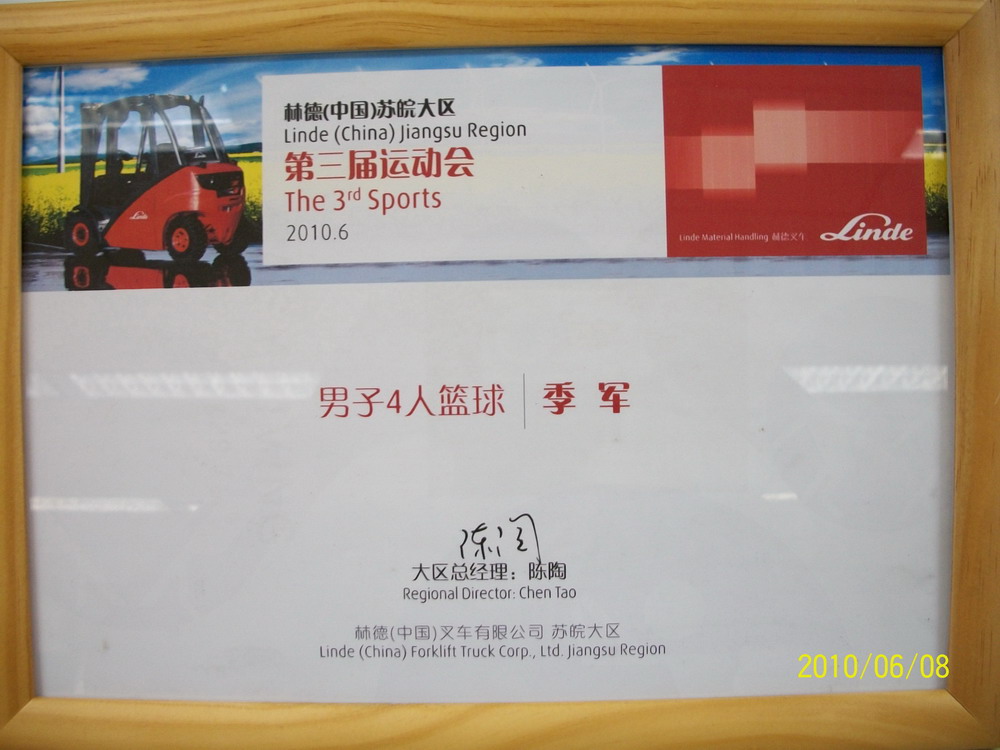 林德(中国)苏皖大区
Linde (China) Jiangsu Region
第三届运动会
The 3rd Sports
2010.6
Linde Material Handling 林德叉车
Linde
Linde
男子4人篮球 | 季军
大区总经理：陈陶
Regional Director: Chen Tao
林德(中国)叉车有限公司 苏皖大区
Linde (China) Forklift Truck Corp., Ltd. Jiangsu Region
2010/06/08